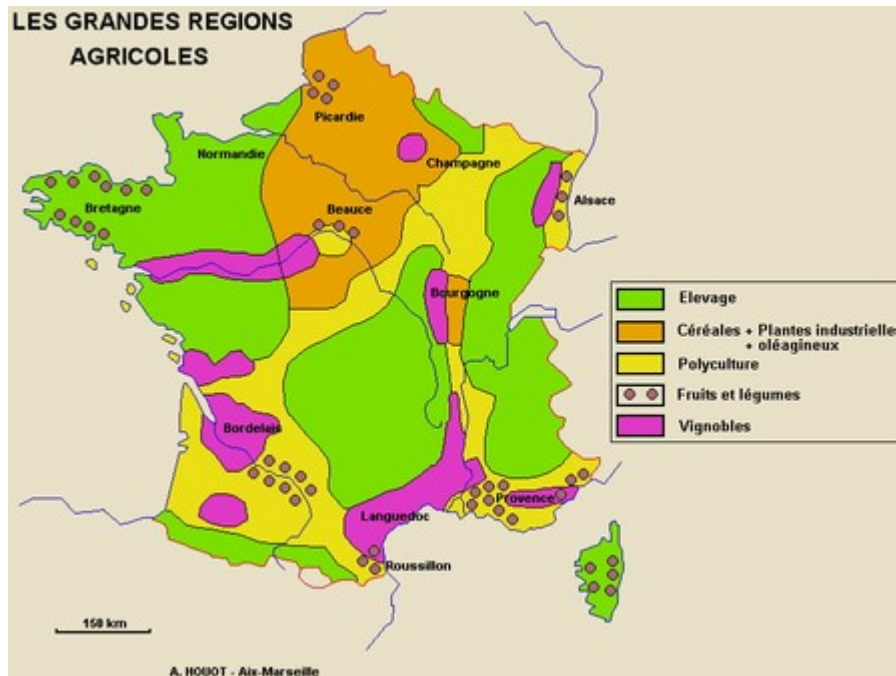 LES GRANDES REGIONS
AGRICOLES
Picardie
Normandie
Champagne
Bretagne
Beauce
Alsace
Bourgogne
Elevage
Céréales + Plantes industrielles
+ oléagineux
Polyculture
Fruits et légumes
Vignobles
Bordelais
Provence
Languedoc
Roussillon
150 km
A. HOUOT - Aix-Marseille